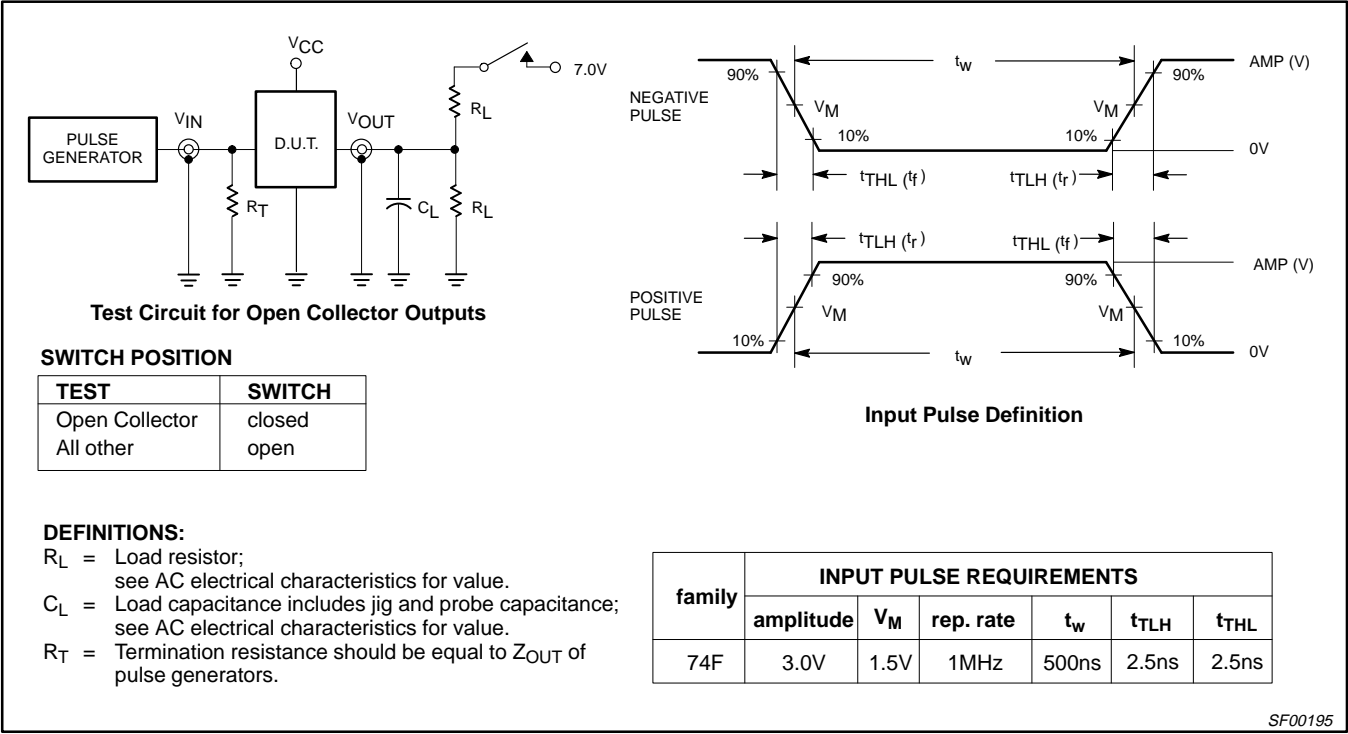 VCC
7.0V
RL
VIN
VOUT
PULSE
GENERATOR
D.U.T.
RT
CL
RL
Test Circuit for Open Collector Outputs
SWITCH POSITION
TEST SWITCH
Open Collector closed
All other open
NEGATIVE
PULSE
90%
tw
90%
AMP (V)
VM
VM
10%
10%
0V
tTHL (tf)
tTLH (tr)
tTLH (tr)
tTHL (tf)
AMP (V)
POSITIVE
PULSE
90%
90%
VM
VM
10%
tw
10%
0V
Input Pulse Definition
DEFINITIONS:
RL = Load resistor;
see AC electrical characteristics for value.
CL = Load capacitance includes jig and probe capacitance;
see AC electrical characteristics for value.
RT = Termination resistance should be equal to ZOUT of
pulse generators.
family
INPUT PULSE REQUIREMENTS
amplitude VM rep. rate tw tTLH tTHL
74F 3.0V 1.5V 1MHz 500ns 2.5ns 2.5ns
SF00195